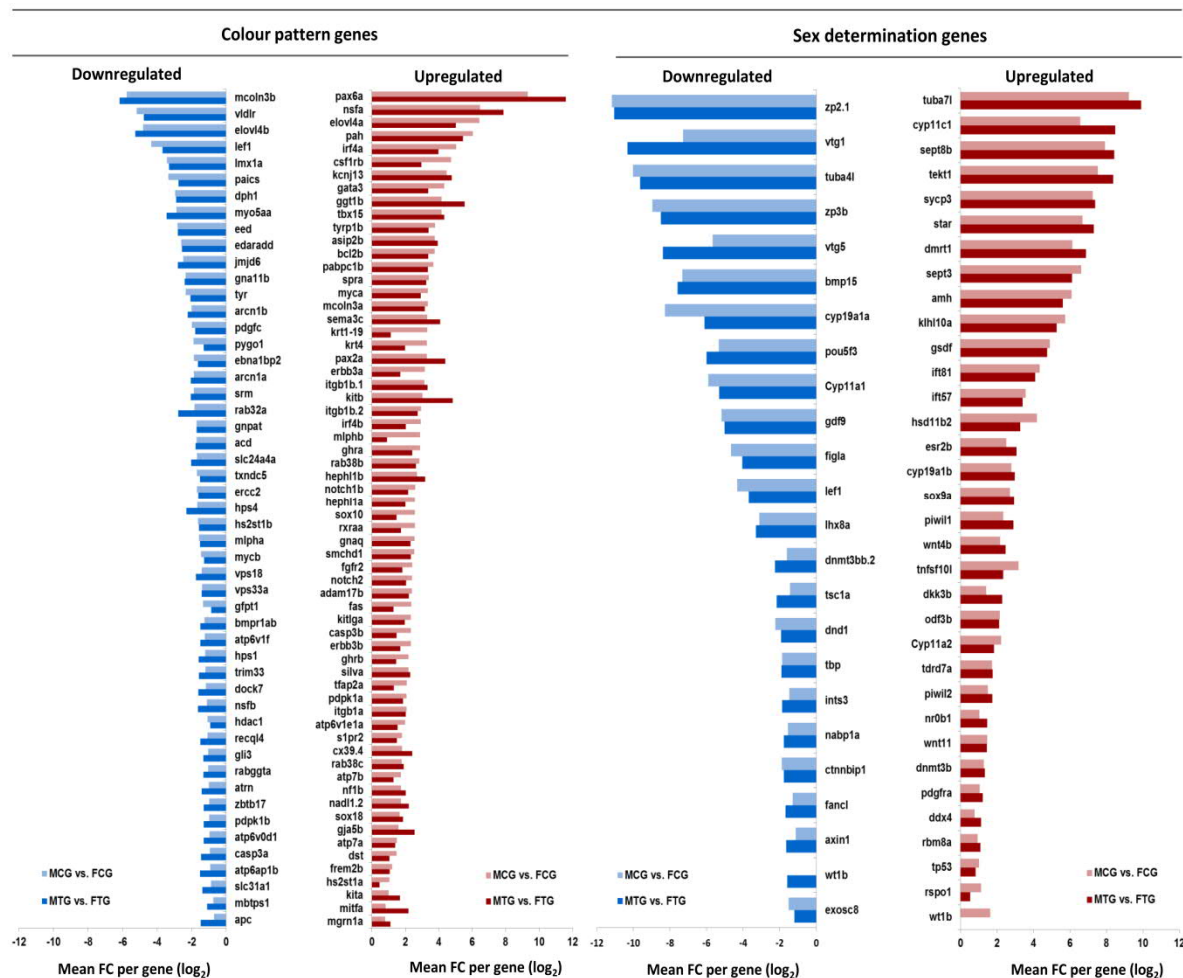 Colour pattern genes
Downregulated
mcoln3b
vldlr
elovl4b
lef1
lmx1a
paics
dph1
myo5aa
eed
edaradd
jmjd6
gna11b
tyr
arcn1b
pdgfc
pygo1
ebna1bp2
arcn1a
srm
rab32a
gnpat
acd
slc24a4a
txndc5
ercc2
hps4
hs2st1b
mlpha
mycb
vps18
vps33a
gfpt1
bmpr1ab
atp6v1f
hps1
trim33
dock7
nsfb
hdac1
recql4
gli3
rabggta
atrn
zbtb17
pdpk1b
atp6v0d1
casp3a
atp6ap1b
slc31a1
mbtps1
apc
MCG vs. FCG
MTG vs. FTG
-12 -10 -8 -6 -4 -2 0
Mean FC per gene (log2)
Upregulated
pax6a
nsfa
elovl4a
pah
irf4a
csf1rb
kcnj13
gata3
ggt1b
tbx15
tyrp1b
asip2b
bcl2b
pabpc1b
spra
myca
mcoln3a
sema3c
krt1-19
krt4
pax2a
erbb3a
itgb1b.1
kitb
itgb1b.2
irf4b
mlphb
ghra
rab38b
hephl1b
notch1b
hephl1a
sox10
rxraa
gnaq
smchd1
fgfr2
notch2
adam17b
fas
kitlga
casp3b
erbb3b
ghrb
silva
tfap2a
pdpk1a
itgb1a
atp6v1e1a
s1pr2
cx39.4
rab38c
atp7b
nf1b
nadl1.2
sox18
gja5b
atp7a
dst
frem2b
hs2st1a
kita
mitfa
mgrn1a
MCG vs. FCG
MTG vs. FTG
0 2 4 6 8 10 12
Mean FC per gene (log2)
Sex determination genes
Downregulated
zp2.1
vtg1
tuba4l
zp3b
vtg5
bmp15
cyp19a1a
pou5f3
Cyp11a1
gdf9
figla
lef1
lhx8a
dnmt3bb.2
tsc1a
dnd1
tbp
ints3
nabp1a
ctnnbip1
fancl
axin1
wt1b
exosc8
MCG vs. FCG
MTG vs. FTG
-12 -10 -8 -6 -4 -2 0
Mean FC per gene (log2)
Upregulated
tuba7l
cyp11c1
sept8b
tekt1
sycp3
star
dmrt1
sept3
amh
klhl10a
gsdf
ift81
ift57
hsd11b2
esr2b
cyp19a1b
sox9a
piwil1
wnt4b
tnfsf10l
dkk3b
odf3b
Cyp11a2
tdrd7a
piwil2
nr0b1
wnt11
dnmt3b
pdgfra
ddx4
rbm8a
tp53
rspo1
wt1b
MCG vs. FCG
MTG vs. FTG
0 2 4 6 8 10 12
Mean FC per gene (log2)